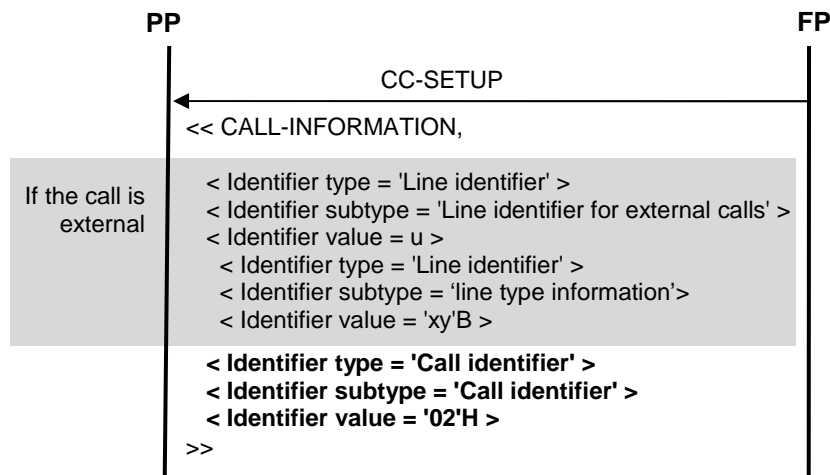 PP
FP
CC-SETUP
<< CALL-INFORMATION,
If the call is
external
< Identifier type = 'Line identifier' >
< Identifier subtype = 'Line identifier for external calls' >
< Identifier value = u >
< Identifier type = 'Line identifier' >
< Identifier subtype = ‘line type information’>
< Identifier value = 'xy'B >
< Identifier type = 'Call identifier' >
< Identifier subtype = 'Call identifier' >
< Identifier value = '02'H >
>>